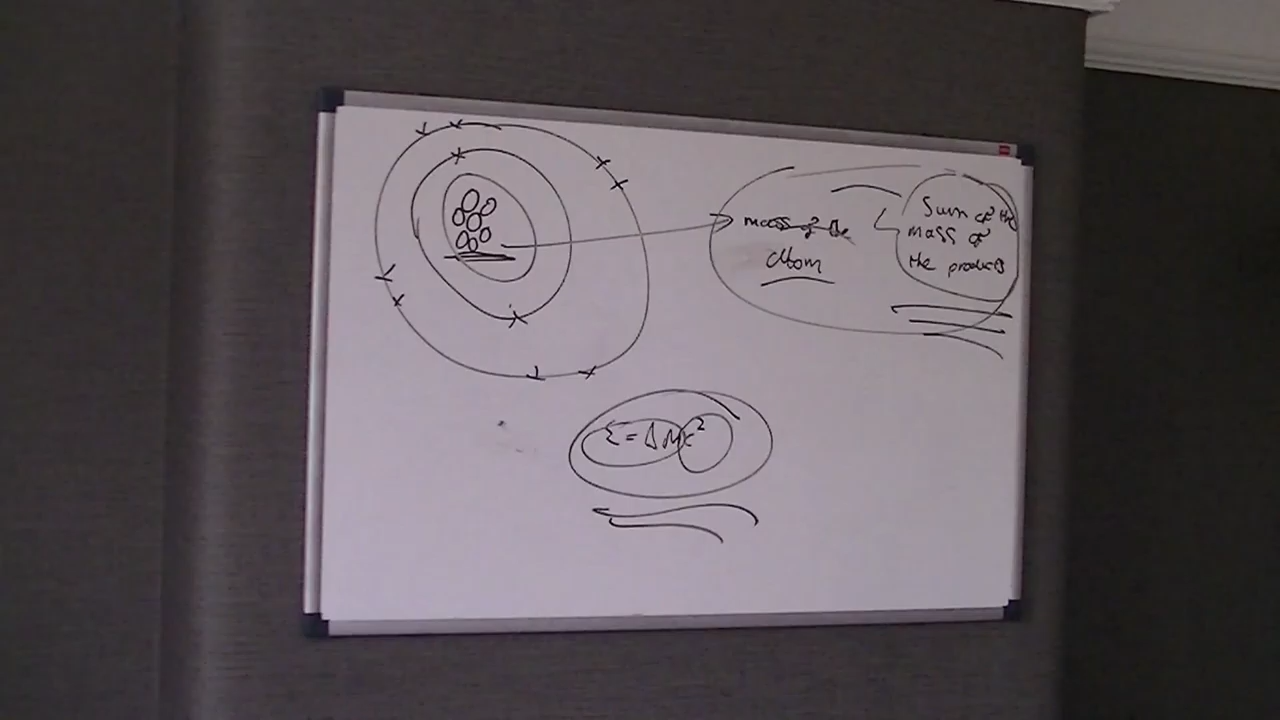 mass of the
Atom
<
Sum of the
mass of
the products
E = ΔMc²